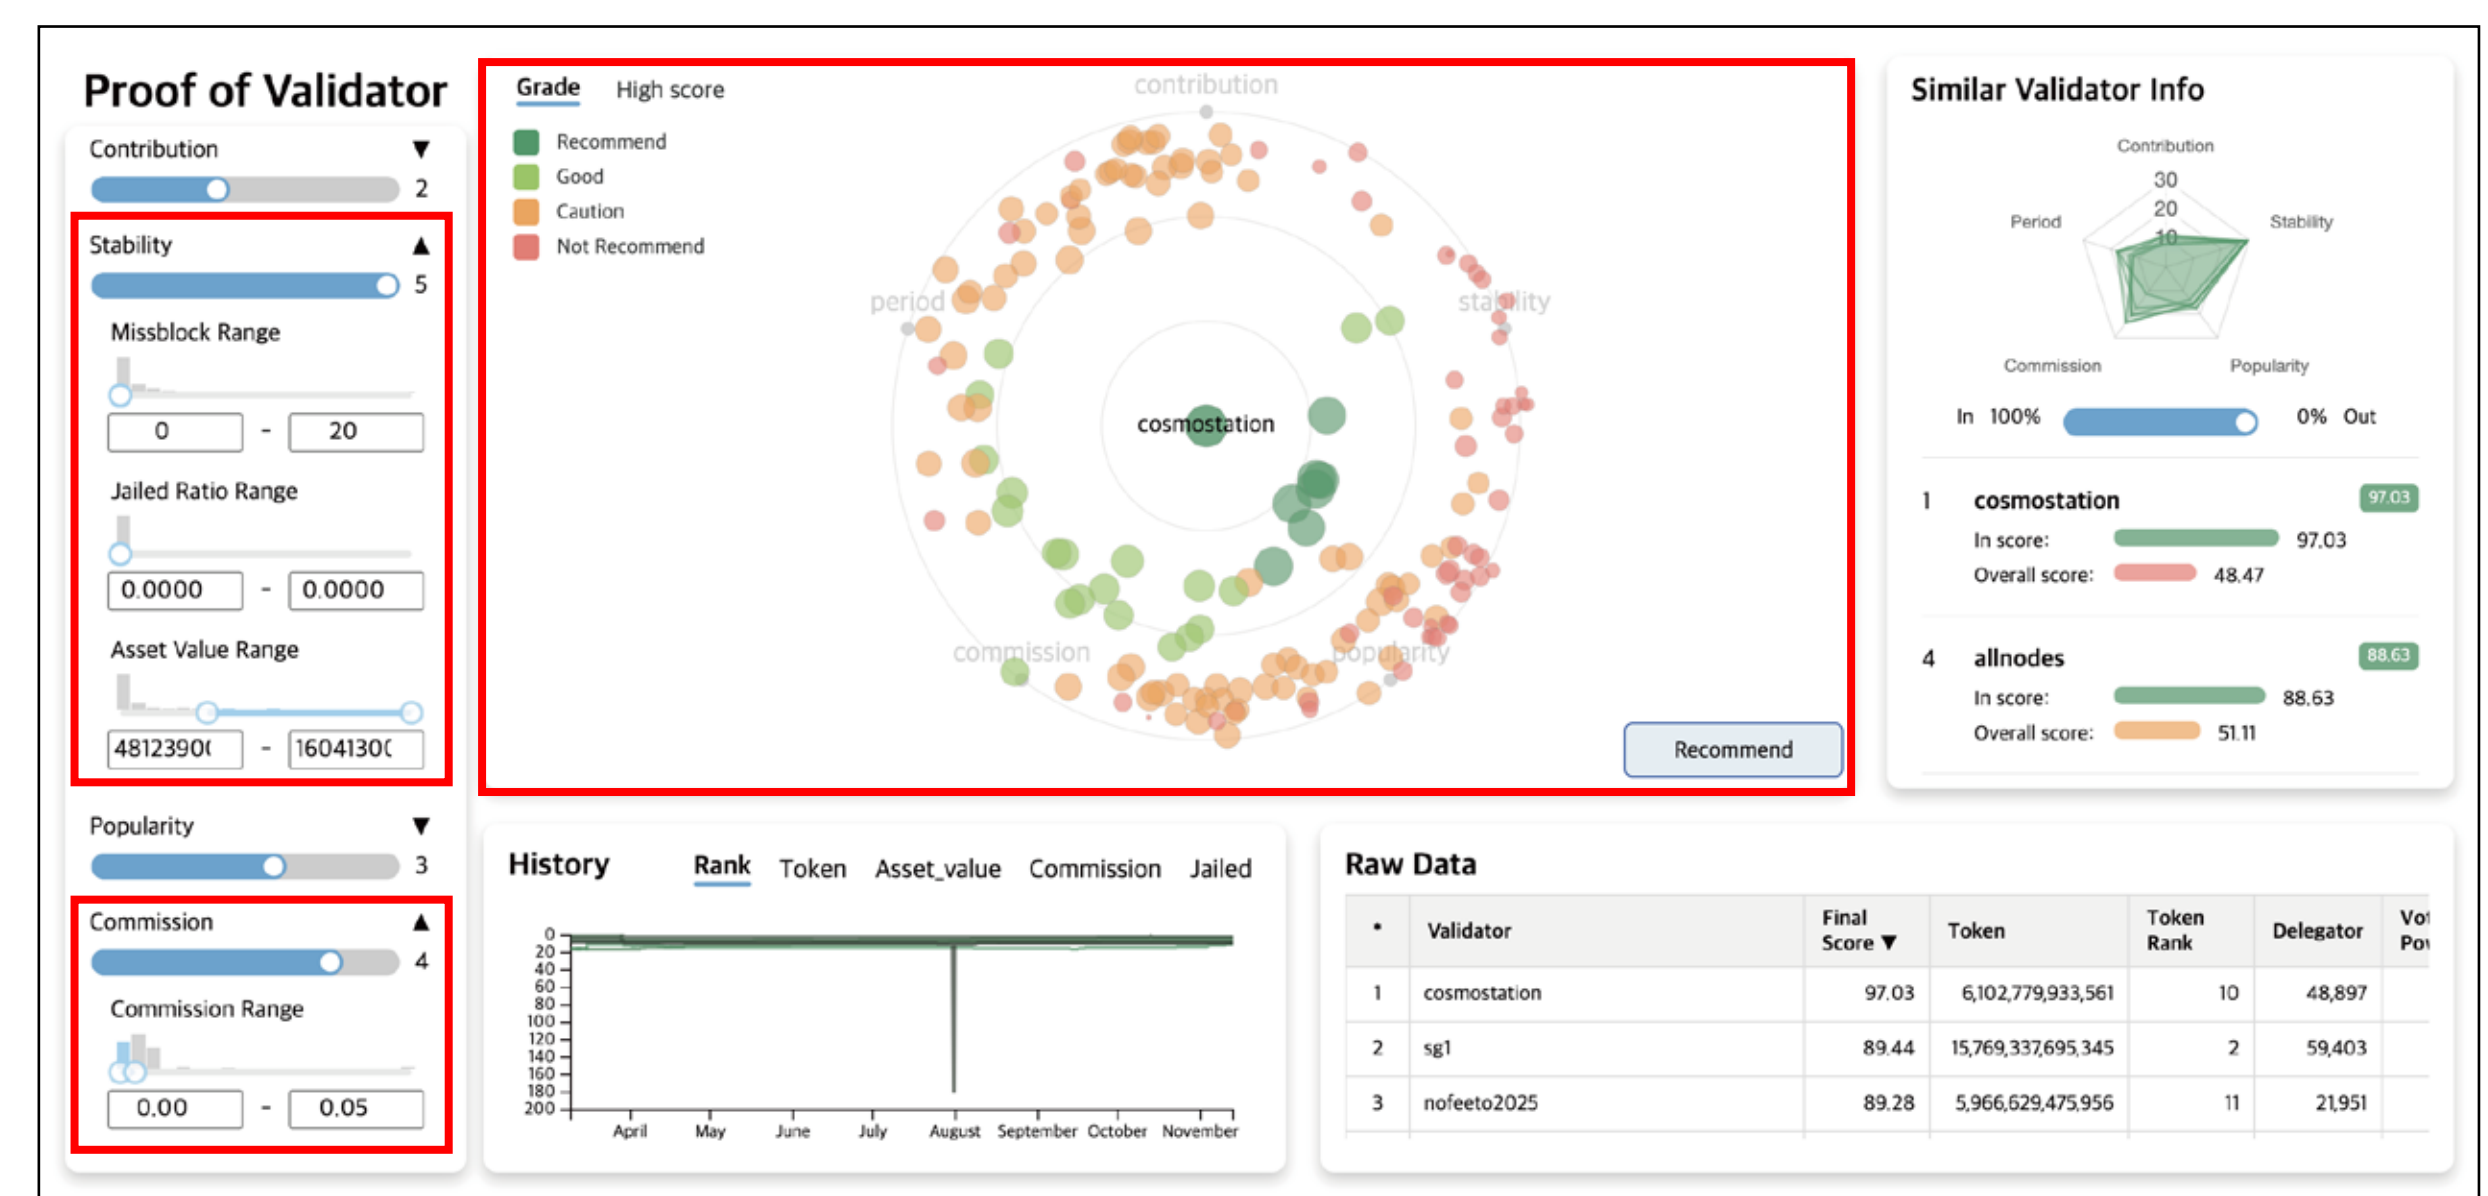 Proof of Validator
Contribution ▼
2
Stability ▲
5
Missblock Range
0 - 20
Jailed Ratio Range
0.0000 - 0.0000
Asset Value Range
4812390( - 1604130(
Popularity ▼
3
Commission ▲
4
Commission Range
0.00 - 0.05
Grade High score
Recommend
Good
Caution
Not Recommend
contribution
period
stability
cosmostation
commission
popularity
Recommend
Similar Validator Info
Contribution
30
20
10
Period
Stability
Commission
Popularity
In 100% 0% Out
1 cosmostation 97.03
In score: 97.03
Overall score: 48.47
4 allnodes 88.63
In score: 88.63
Overall score: 51.11
History Rank Token Asset_value Commission Jailed
0
20
40
60
80
100
120
140
160
180
200
April May June July August September October November
Raw Data
* Validator Final Score ▼ Token Token Rank Delegator Vot Pov
1 cosmostation 97.03 6,102,779,933,561 10 48,897
2 sg1 89.44 15,769,337,695,345 2 59,403
3 nofeeto2025 89.28 5,966,629,475,956 11 21,951